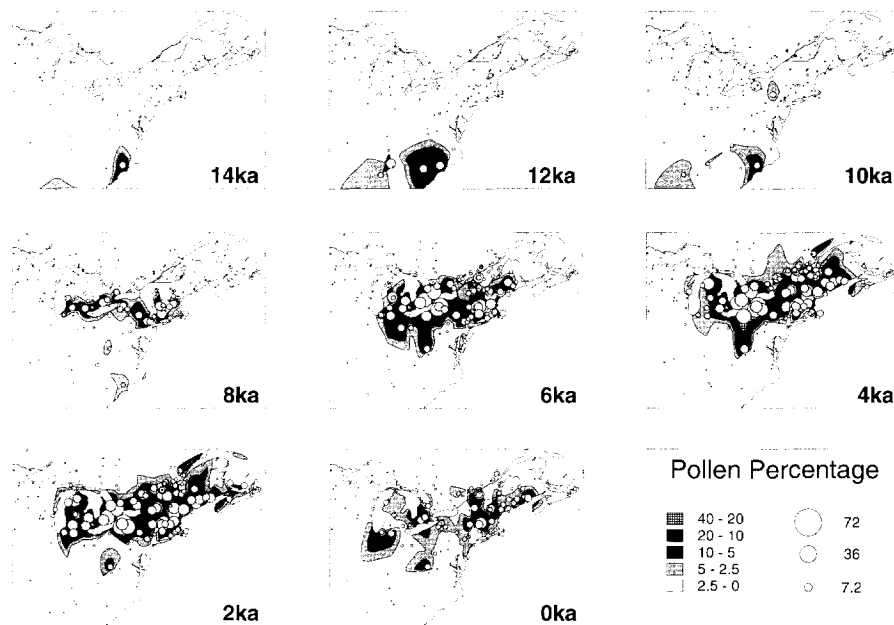 14ka
12ka
10ka
8ka
6ka
4ka
2ka
0ka
Pollen Percentage
40 - 20
20 - 10
10 - 5
5 - 2.5
2.5 - 0
72
36
7.2